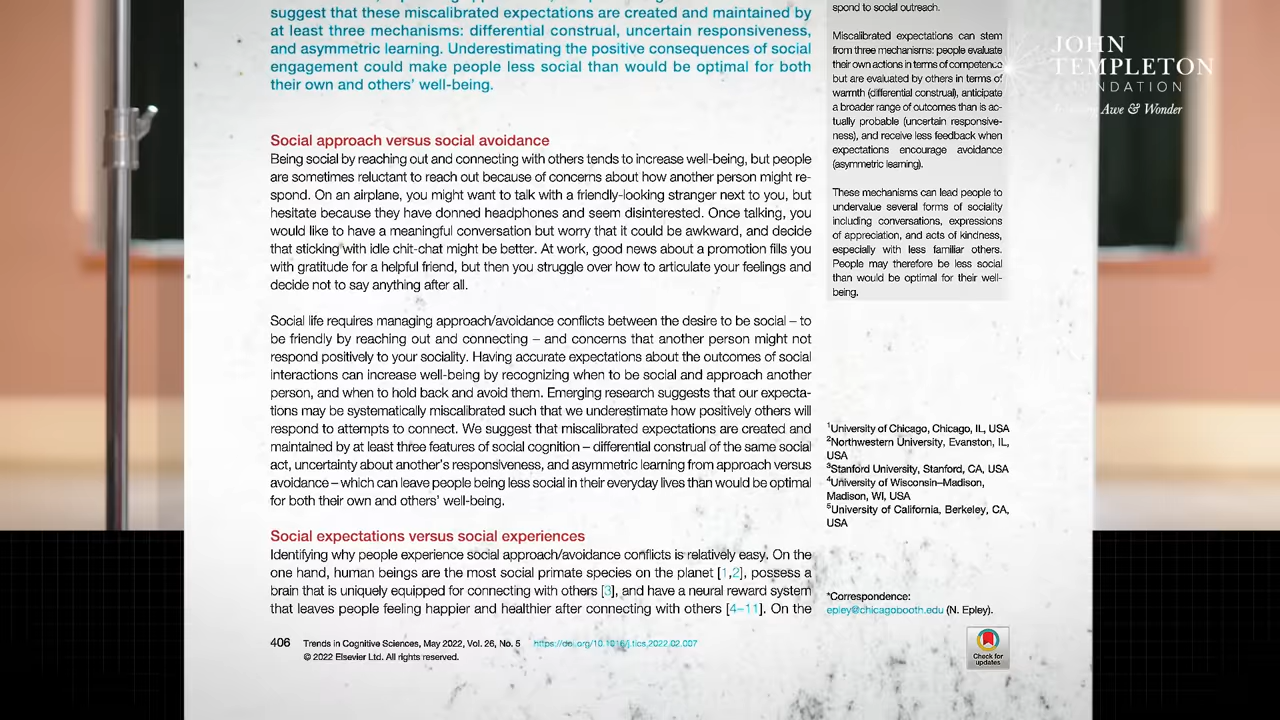 suggest that these miscalibrated expectations are created and maintained by
at least three mechanisms: differential construal, uncertain responsiveness,
and asymmetric learning. Underestimating the positive consequences of social
engagement could make people less social than would be optimal for both
their own and others' well-being.
Social approach versus social avoidance
Being social by reaching out and connecting with others tends to increase well-being, but people
are sometimes reluctant to reach out because of concerns about how another person might re-
spond. On an airplane, you might want to talk with a friendly-looking stranger next to you, but
hesitate because they have donned headphones and seem disinterested. Once talking, you
would like to have a meaningful conversation but worry that it could be awkward, and decide
that sticking with idle chit-chat might be better. At work, good news about a promotion fills you
with gratitude for a helpful friend, but then you struggle over how to articulate your feelings and
decide not to say anything after all.
Social life requires managing approach/avoidance conflicts between the desire to be social – to
be friendly by reaching out and connecting – and concerns that another person might not
respond positively to your sociality. Having accurate expectations about the outcomes of social
interactions can increase well-being by recognizing when to be social and approach another
person, and when to hold back and avoid them. Emerging research suggests that our expecta-
tions may be systematically miscalibrated such that we underestimate how positively others will
respond to attempts to connect. We suggest that miscalibrated expectations are created and
maintained by at least three features of social cognition – differential construal of the same social
act, uncertainty about another's responsiveness, and asymmetric learning from approach versus
avoidance – which can leave people being less social in their everyday lives than would be optimal
for both their own and others' well-being.
Social expectations versus social experiences
Identifying why people experience social approach/avoidance conflicts is relatively easy. On the
one hand, human beings are the most social primate species on the planet [1,2], possess a
brain that is uniquely equipped for connecting with others [3], and have a neural reward system
that leaves people feeling happier and healthier after connecting with others [4–11]. On the
406 Trends in Cognitive Sciences, May 2022, Vol. 26, No. 5 https://doi.org/10.1016/j.tics.2022.02.007
© 2022 Elsevier Ltd. All rights reserved.
spond to social outreach.
Miscalibrated expectations can stem
from three mechanisms: people evaluate
their own actions in terms of competence
but are evaluated by others in terms of
warmth (differential construal), anticipate
a broader range of outcomes than is ac-
tually probable (uncertain responsive-
ness), and receive less feedback when
expectations encourage avoidance
(asymmetric learning).
These mechanisms can lead people to
undervalue several forms of sociality
including conversations, expressions
of appreciation, and acts of kindness,
especially with less familiar others.
People may therefore be less social
than would be optimal for their well-
being.
1University of Chicago, Chicago, IL, USA
2Northwestern University, Evanston, IL,
USA
3Stanford University, Stanford, CA, USA
4University of Wisconsin–Madison,
Madison, WI, USA
5University of California, Berkeley, CA,
USA
*Correspondence:
epley@chicagobooth.edu (N. Epley).
Check for
updates
JOHN
TEMPLETON
FOUNDATION
Awe & Wonder